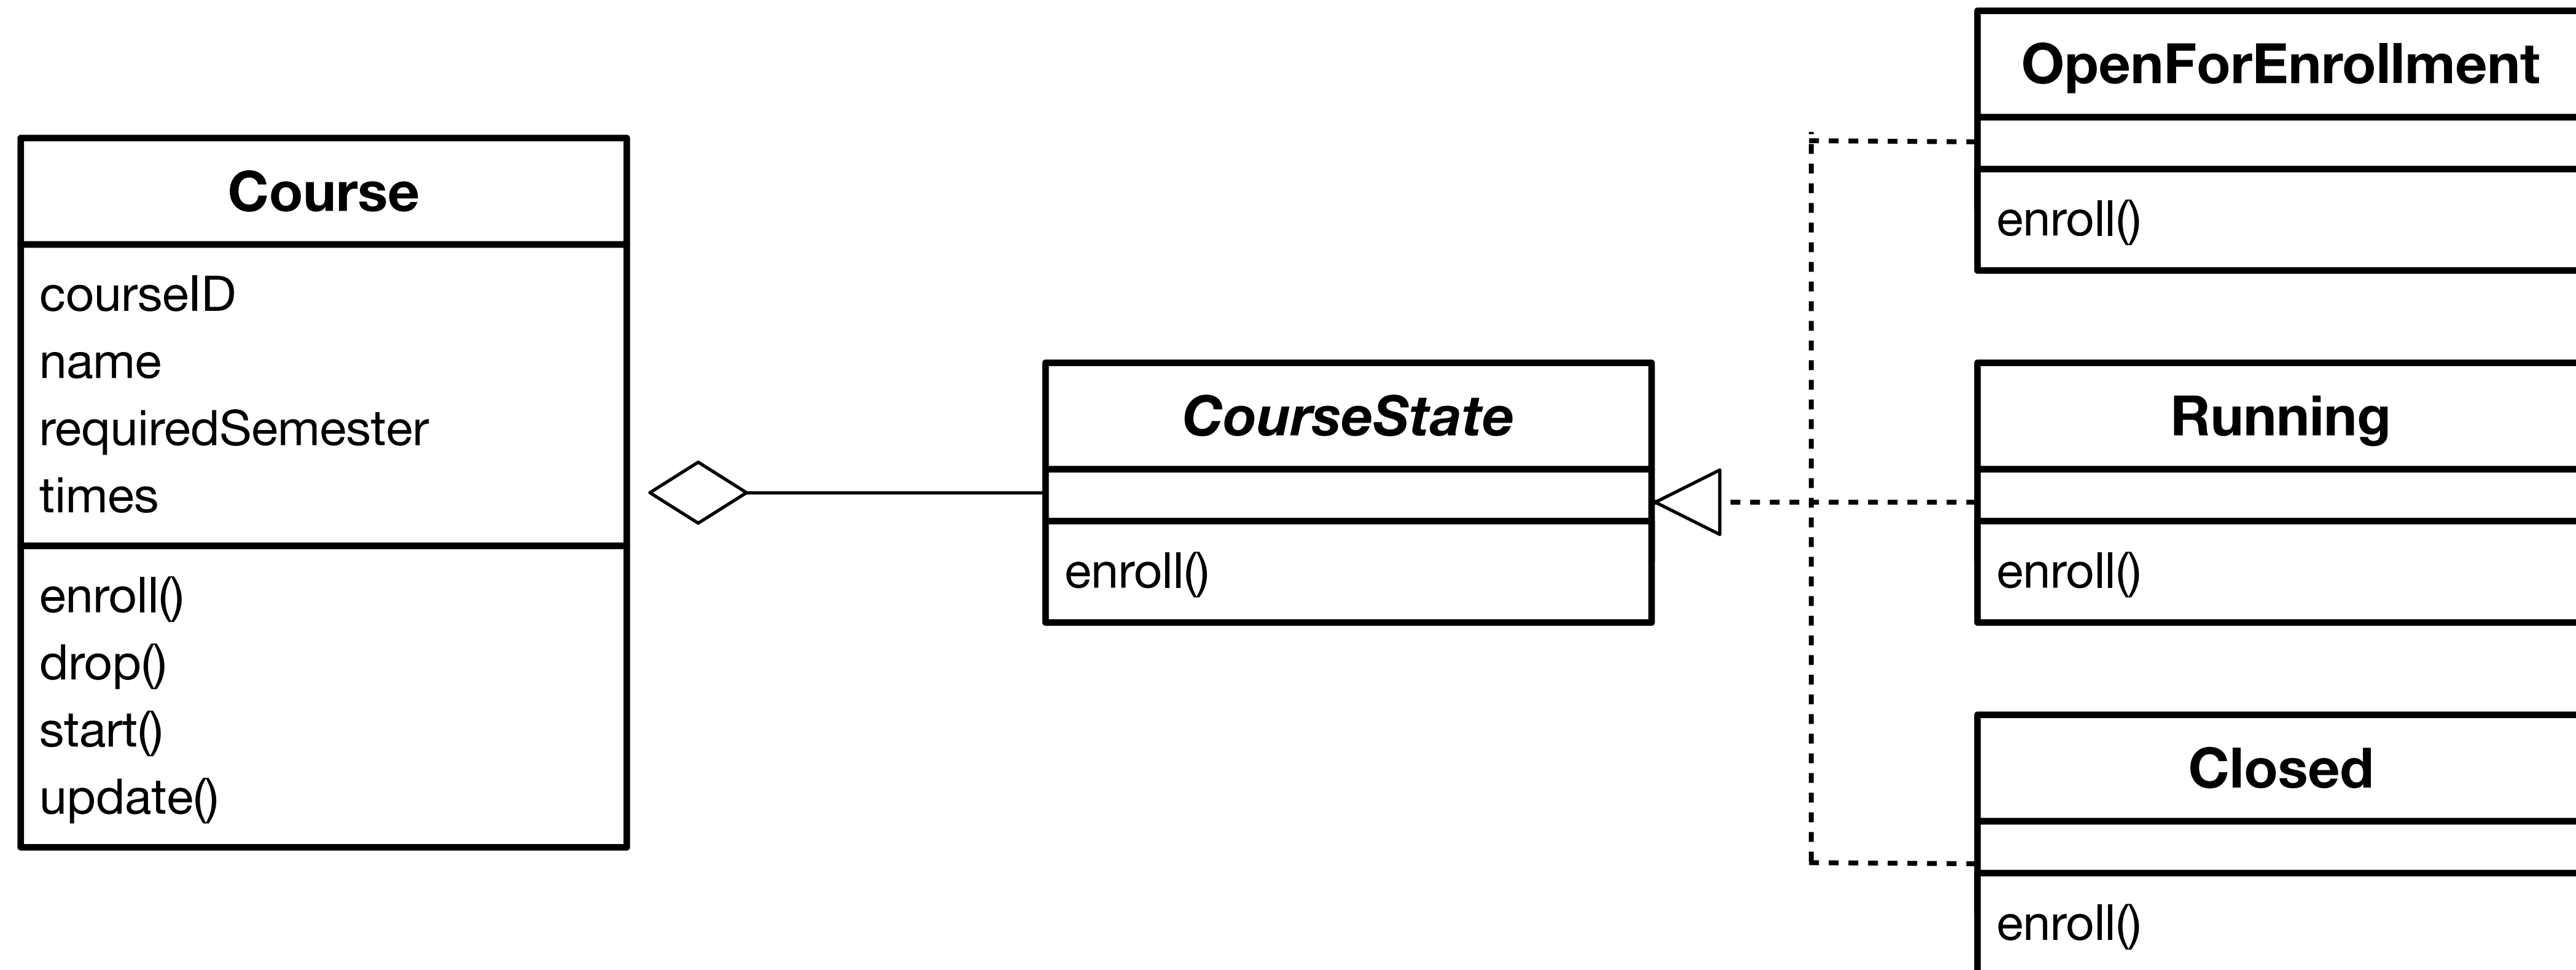 Course
courseID
name
requiredSemester
times
enroll()
drop()
start()
update()
CourseState
enroll()
OpenForEnrollment
enroll()
Running
enroll()
Closed
enroll()